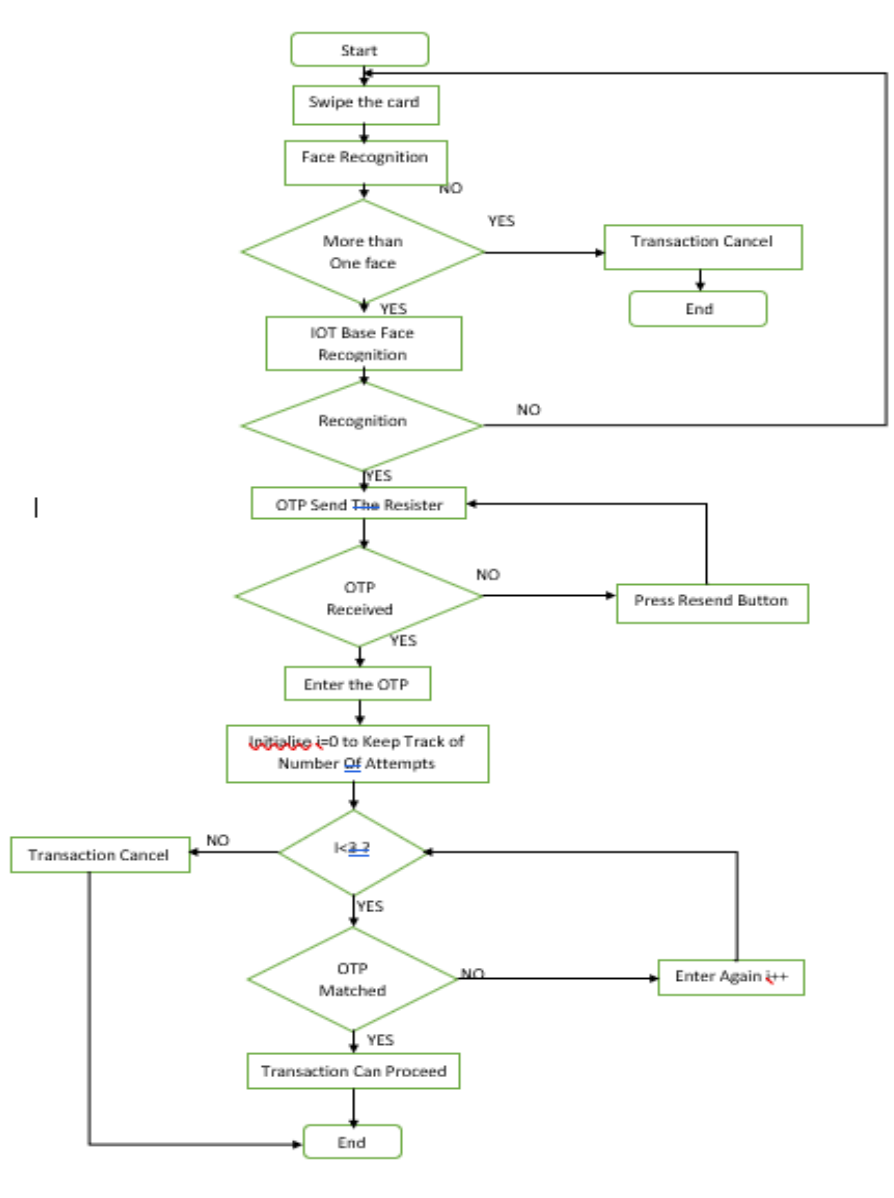 Start
Swipe the card
Face Recognition
NO
YES
More than
One face
Transaction Cancel
End
YES
IOT Base Face
Recognition
NO
Recognition
YES
OTP Send The Resister
NO
OTP
Received
Press Resend Button
YES
Enter the OTP
Initialise i=0 to Keep Track of
Number Of Attempts
NO
I<3 ?
Transaction Cancel
YES
OTP
Matched
NO
Enter Again i++
YES
Transaction Can Proceed
End